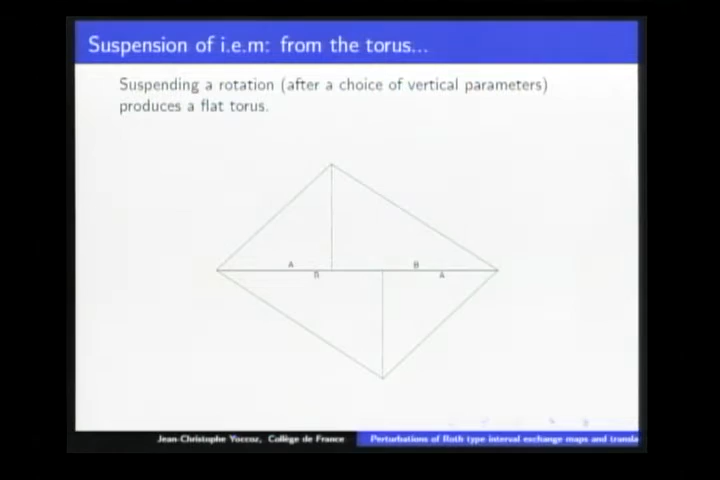 Suspension of i.e.m: from the torus...
Suspending a rotation (after a choice of vertical parameters)
produces a flat torus.
A B
B A
Jean-Christophe Yoccoz, Collège de France
Perturbations of Roth type interval exchange maps and transla